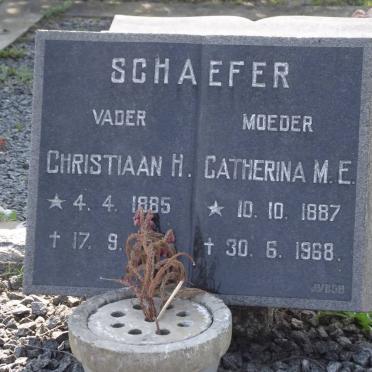 SCHAEFER
VADER
CHRISTIAAN H.
★ 4. 4. 1885
† 17. 9.
MOEDER
CATHERINA M. E.
★ 10. 10. 1887
† 30. 6. 1968.